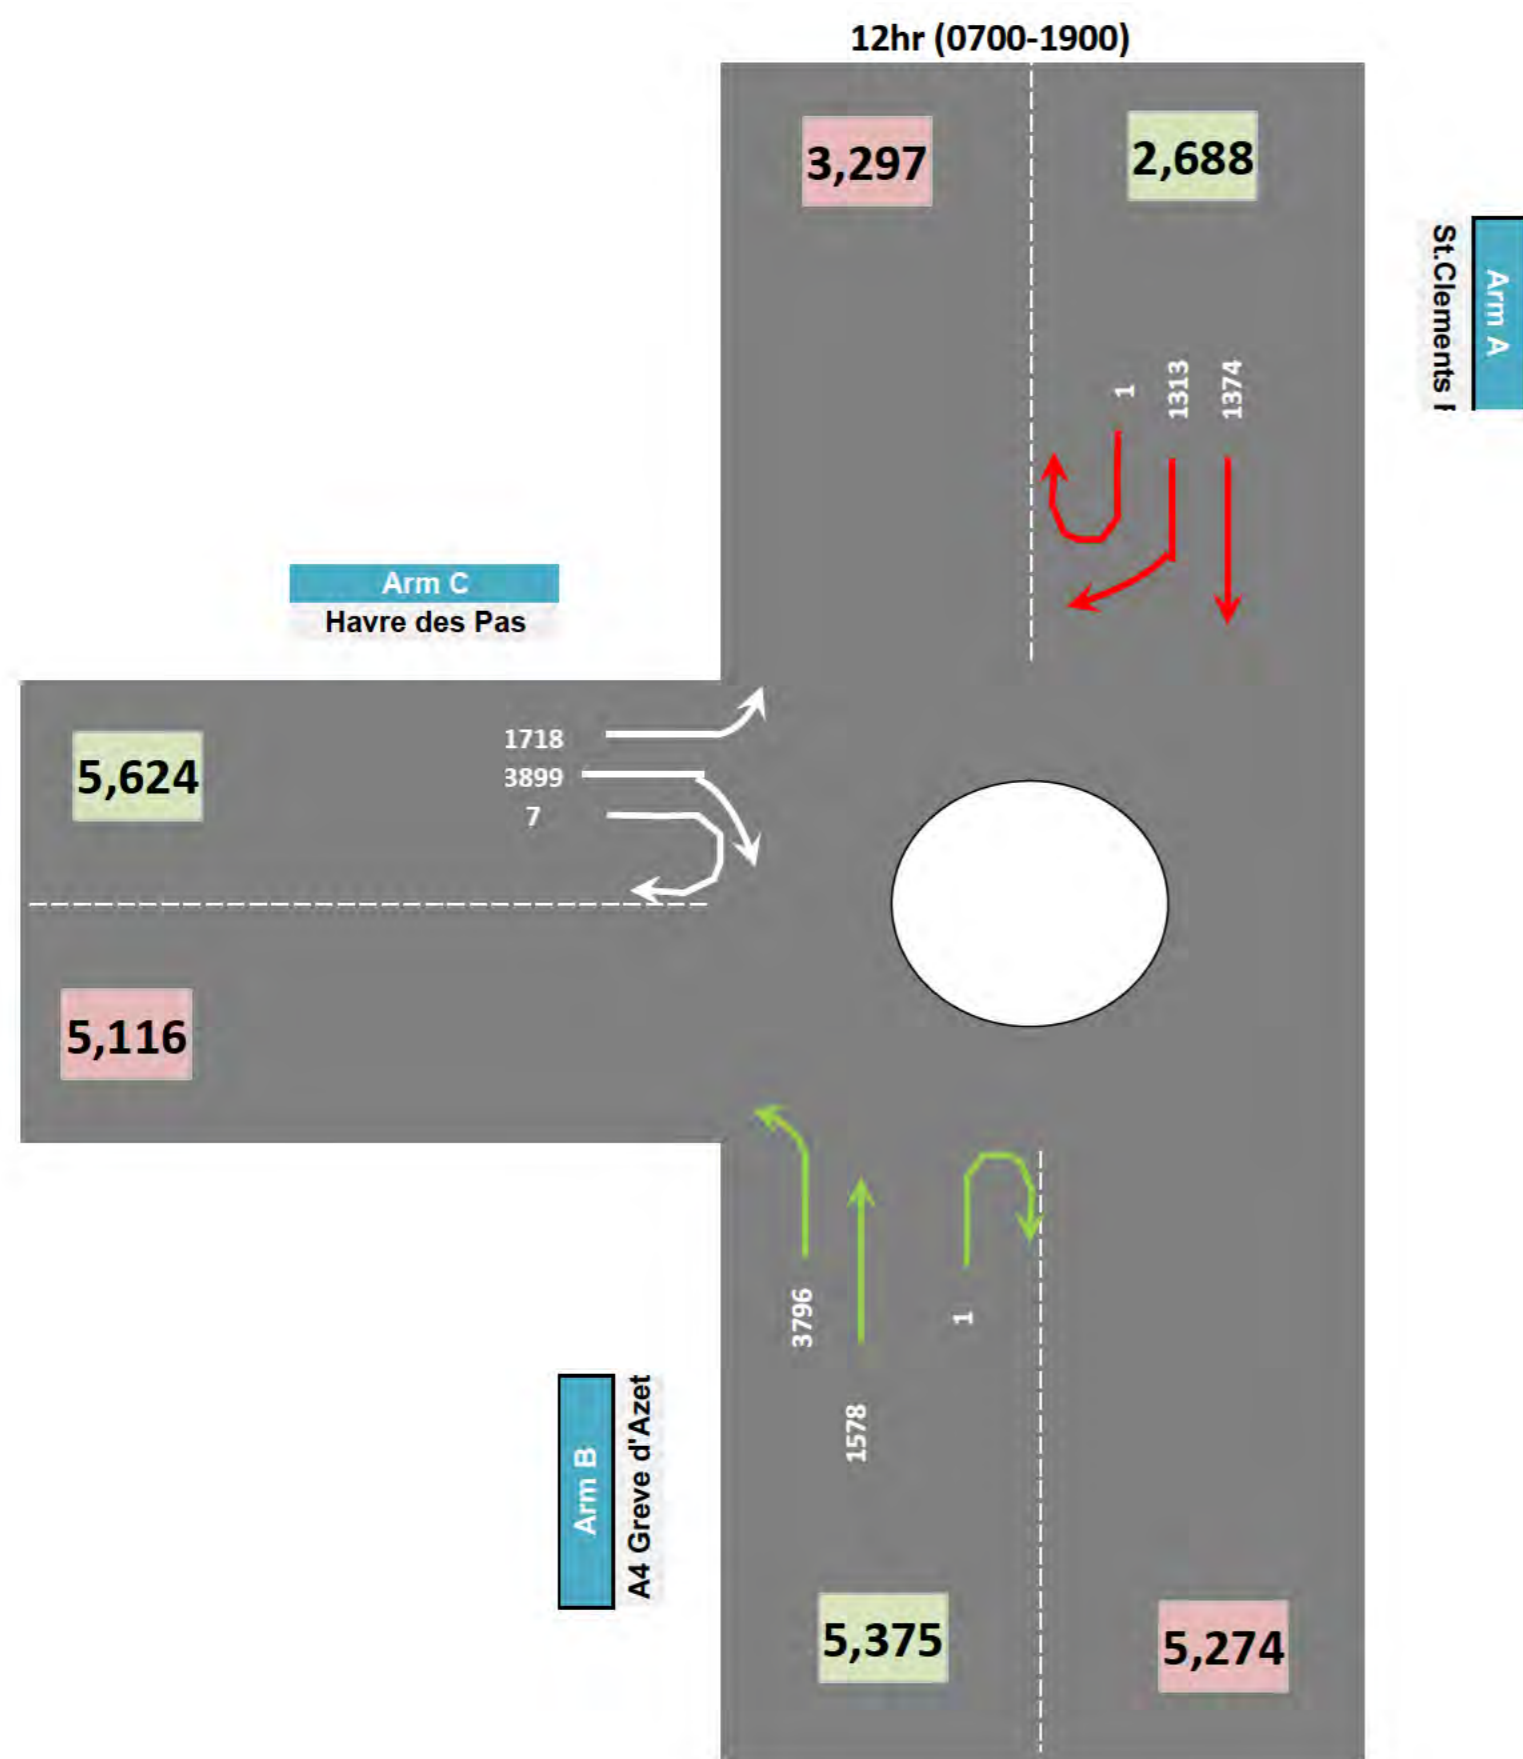 12hr (0700-1900)
3,297
2,688
Arm A
St.Clements
1
1313
1374
Arm C
Havre des Pas
5,624
1718
3899
7
5,116
3796
1578
1
Arm B
A4 Greve d'Azet
5,375
5,274